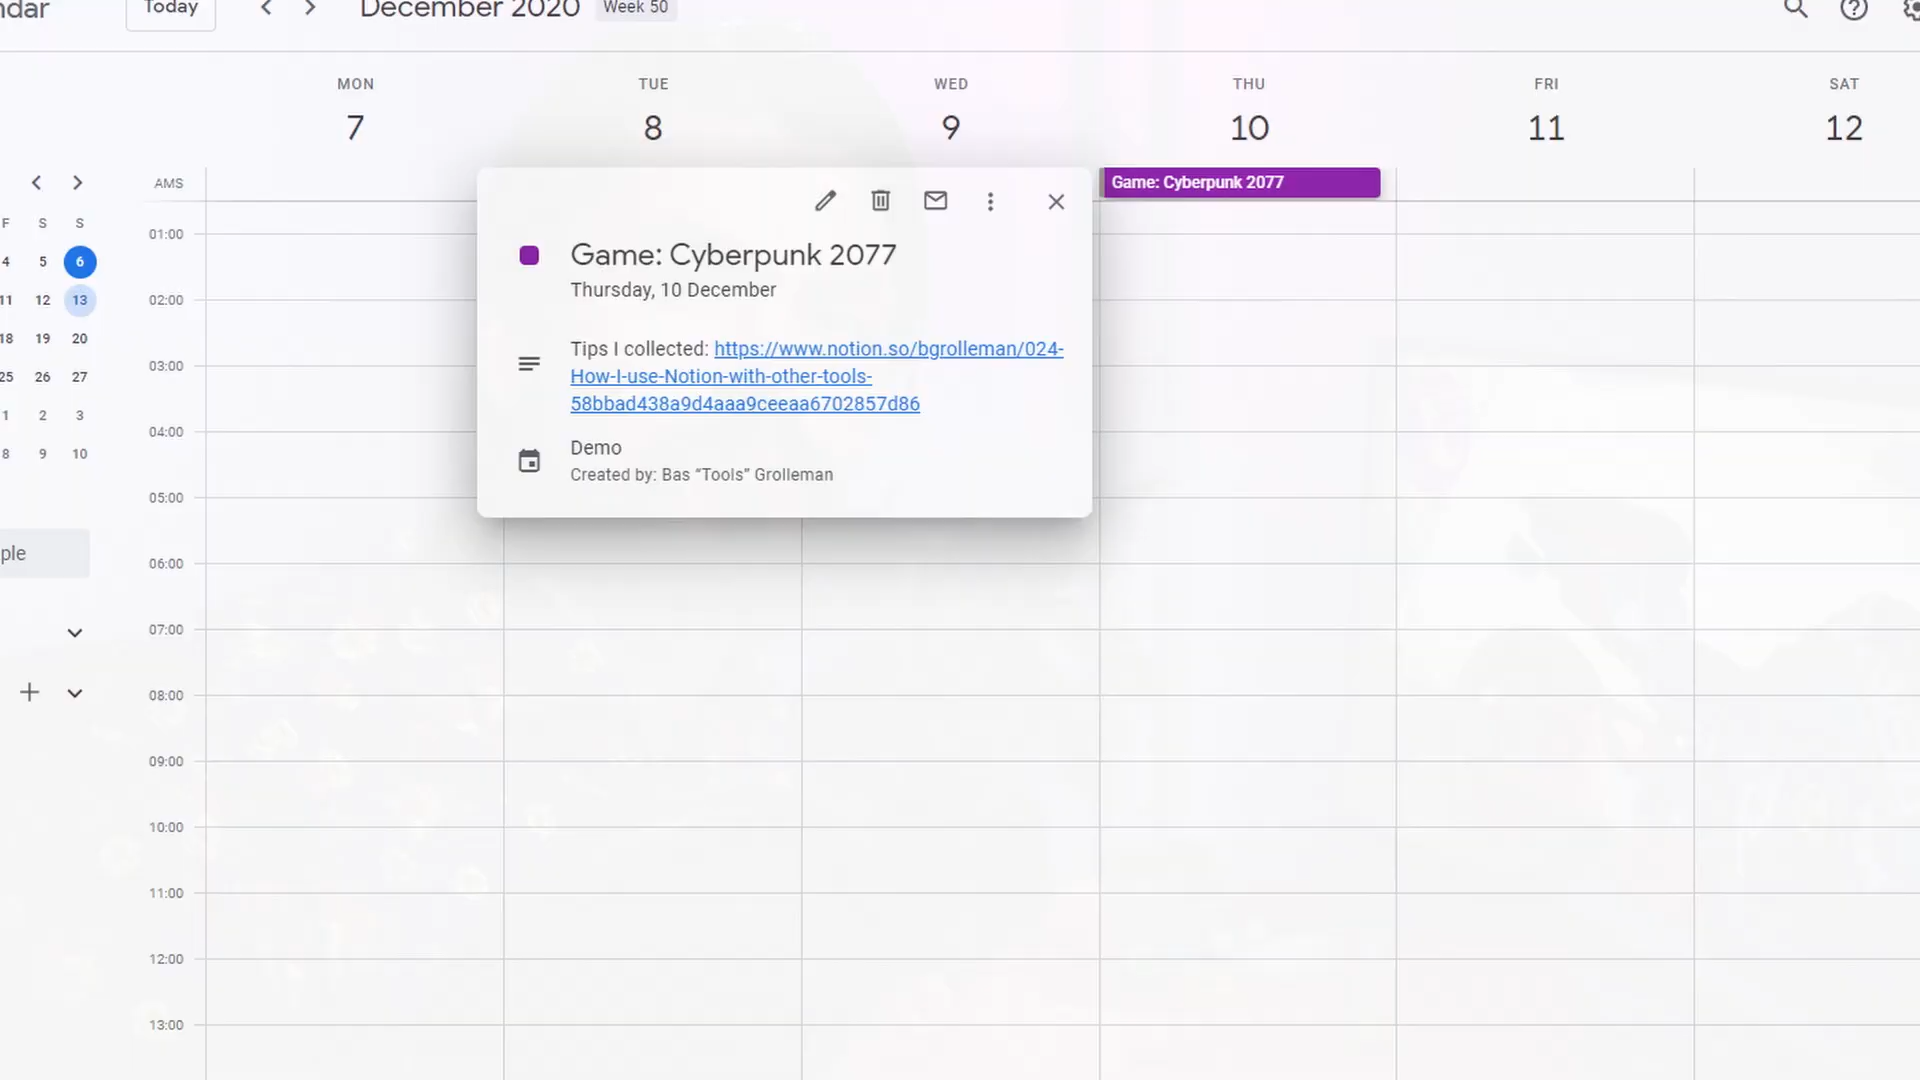 ndar
Today
December 2020
Week 50
MON
TUE
WED
THU
FRI
SAT
7
8
9
10
11
12
AMS
Game: Cyberpunk 2077
F S S
4 5 6
11 12 13
18 19 20
25 26 27
1 2 3
8 9 10
ple
01:00
02:00
03:00
04:00
05:00
06:00
07:00
08:00
09:00
10:00
11:00
12:00
13:00
Game: Cyberpunk 2077
Thursday, 10 December
Tips I collected: https://www.notion.so/bgrolleman/024-
How-I-use-Notion-with-other-tools-
58bbad438a9d4aaa9ceeaa6702857d86
Demo
Created by: Bas “Tools” Grolleman